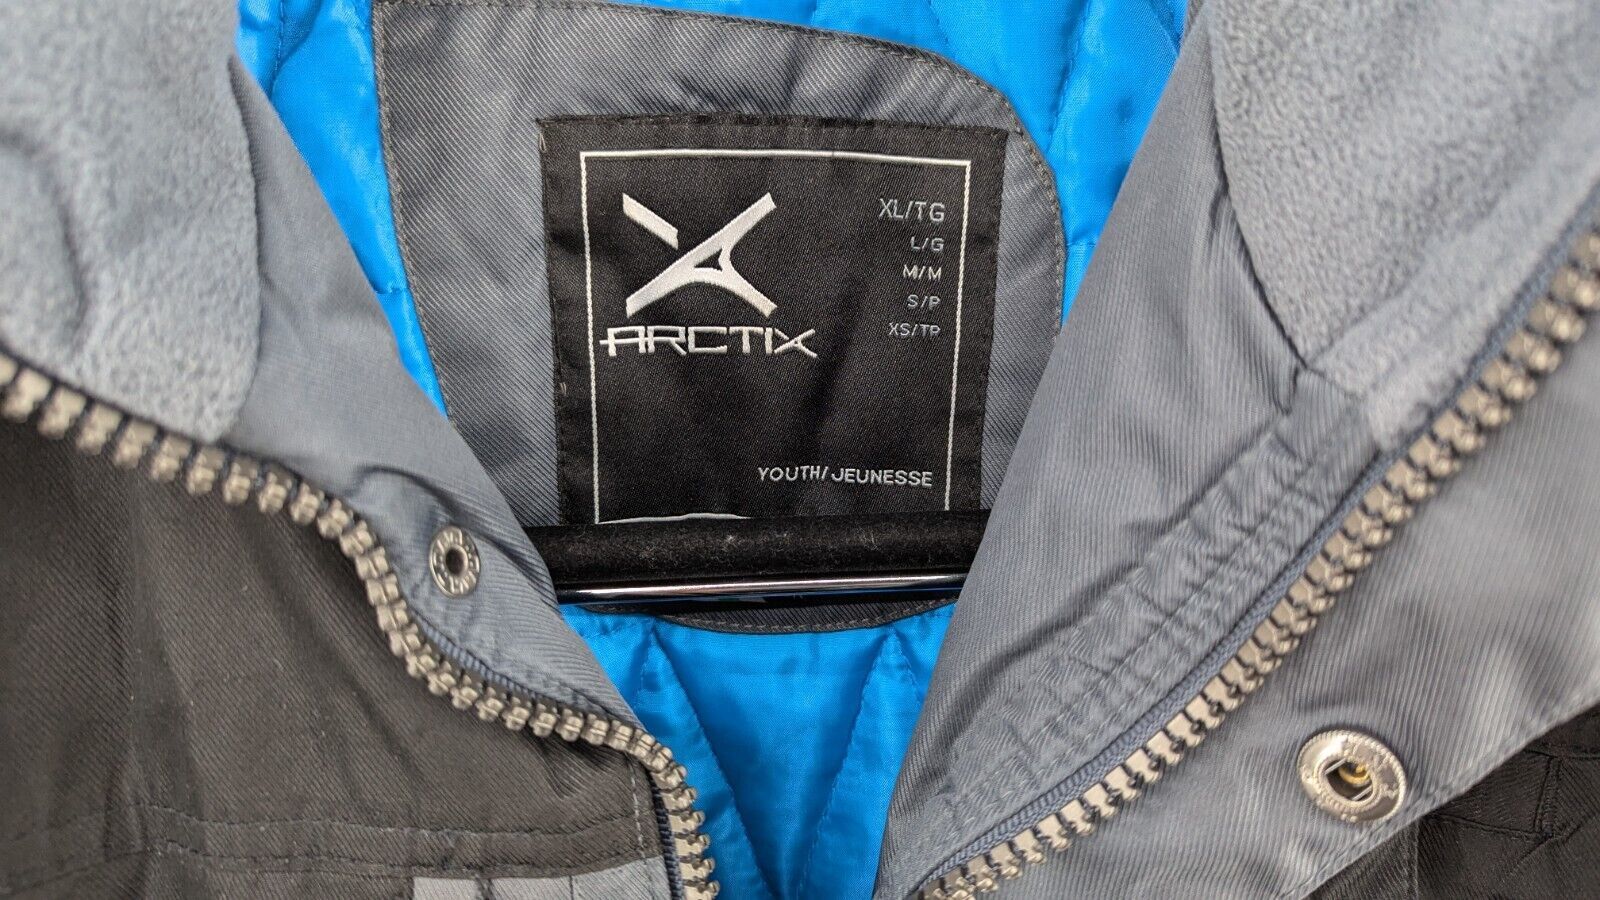 ARCTIX
XL/TG
L/G
M/M
S/P
XS/TP
YOUTH/JEUNESSE